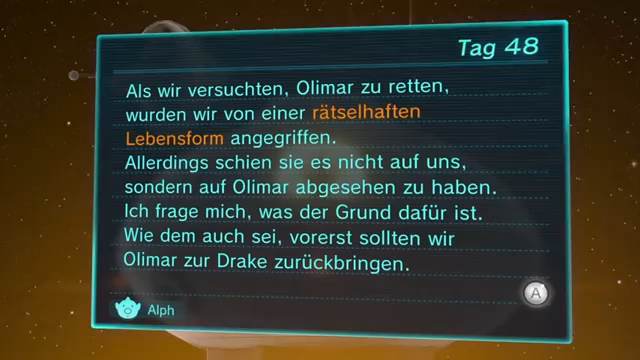 Tag 48
Als wir versuchten, Olimar zu retten,
wurden wir von einer rätselhaften
Lebensform angegriffen.
Allerdings schien sie es nicht auf uns,
sondern auf Olimar abgesehen zu haben.
Ich frage mich, was der Grund dafür ist.
Wie dem auch sei, vorerst sollten wir
Olimar zur Drake zurückbringen.
A
Alph